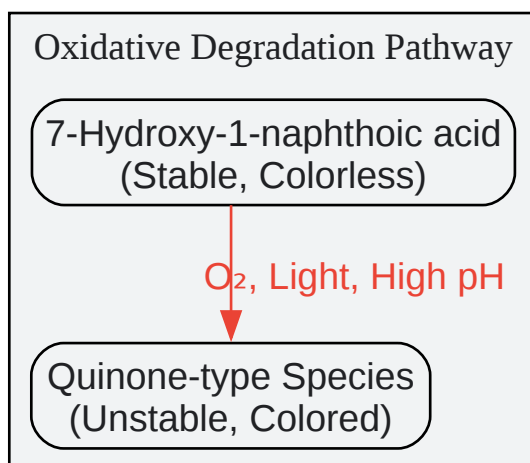 Oxidative Degradation Pathway
7-Hydroxy-1-naphthoic acid
(Stable, Colorless)
O₂, Light, High pH
Quinone-type Species
(Unstable, Colored)